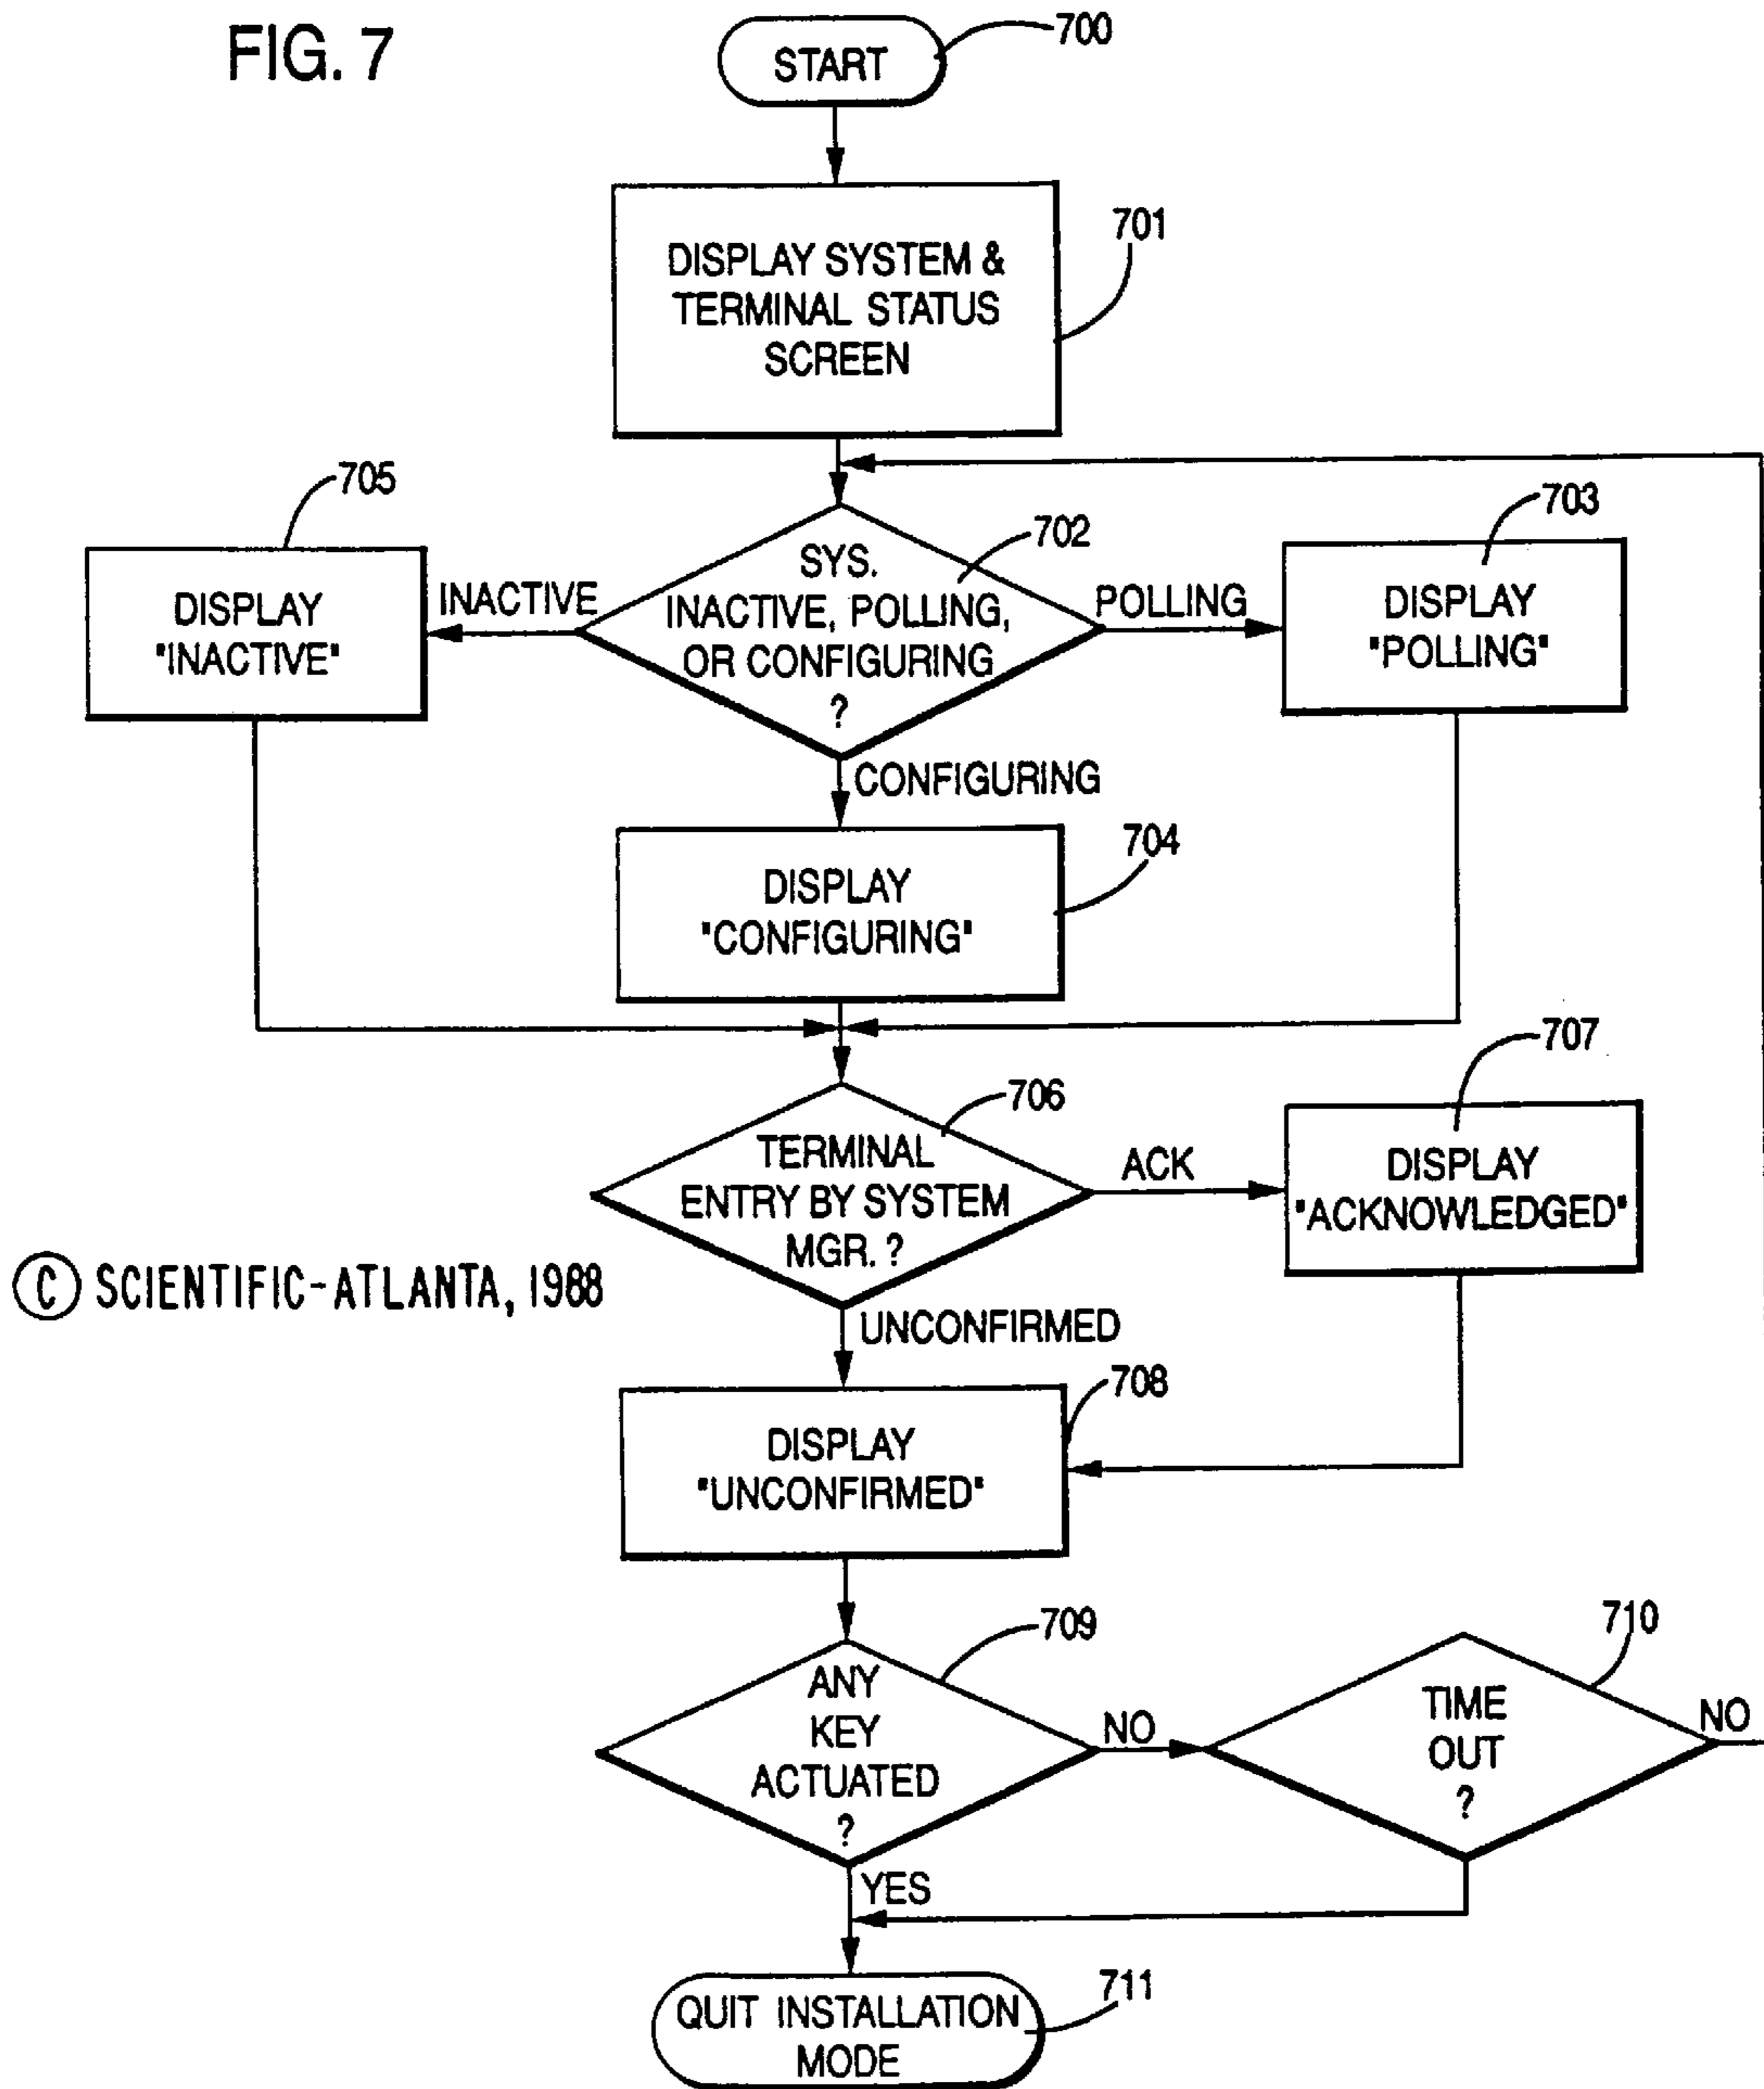 FIG. 7
700
START
701
DISPLAY SYSTEM &
TERMINAL STATUS
SCREEN
705
DISPLAY
"INACTIVE"
INACTIVE
702
SYS.
INACTIVE, POLLING,
OR CONFIGURING
?
POLLING
703
DISPLAY
"POLLING"
CONFIGURING
704
DISPLAY
"CONFIGURING"
706
TERMINAL
ENTRY BY SYSTEM
MGR. ?
ACK
707
DISPLAY
"ACKNOWLEDGED"
© SCIENTIFIC-ATLANTA, 1988
UNCONFIRMED
708
DISPLAY
"UNCONFIRMED"
709
ANY
KEY
ACTUATED
?
NO
710
TIME
OUT
?
NO
YES
711
QUIT INSTALLATION
MODE